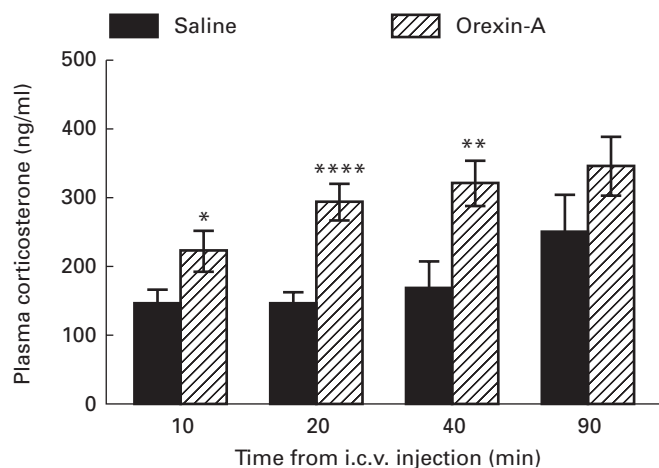 Saline Orexin-A
500
400
300
200
100
0
Plasma corticosterone (ng/ml)
* **** **
10 20 40 90
Time from i.c.v. injection (min)